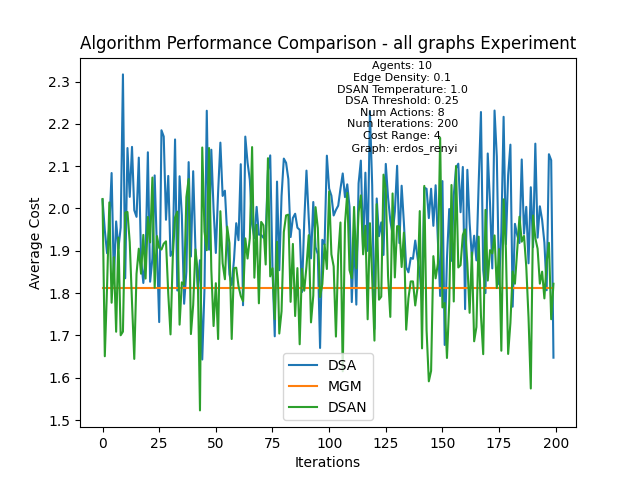 Algorithm Performance Comparison - all graphs Experiment
Agents: 10
Edge Density: 0.1
DSAN Temperature: 1.0
DSA Threshold: 0.25
Num Actions: 8
Num Iterations: 200
Cost Range: 4
Graph: erdos_renyi
Average Cost
2.3
2.2
2.1
2.0
1.9
1.8
1.7
1.6
1.5
DSA
MGM
DSAN
0 25 50 75 100 125 150 175 200
Iterations